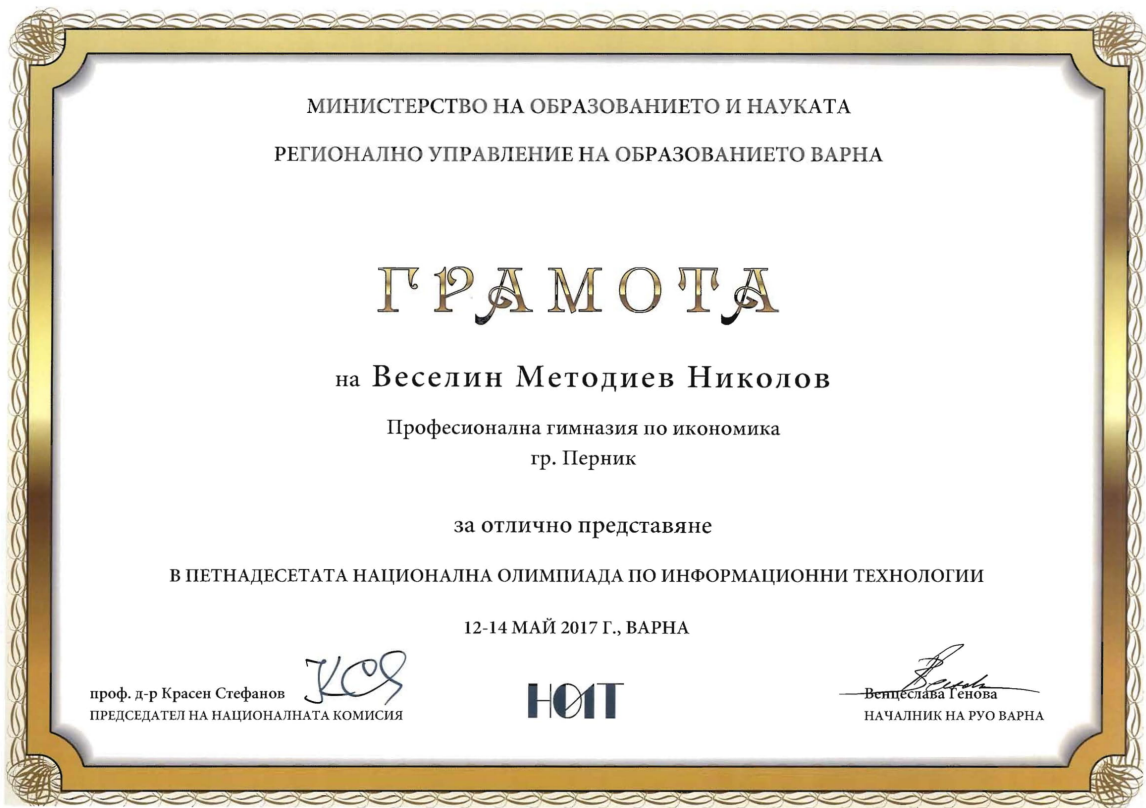 МИНИСТЕРСТВО НА ОБРАЗОВАНИЕТО И НАУКАТА
РЕГИОНАЛНО УПРАВЛЕНИЕ НА ОБРАЗОВАНИЕТО ВАРНА
ГРАМОТА
на Веселин Методиев Николов
Професионална гимназия по икономика
гр. Перник
за отлично представяне
В ПЕТНАДЕСЕТАТА НАЦИОНАЛНА ОЛИМПИАДА ПО ИНФОРМАЦИОННИ ТЕХНОЛОГИИ
12-14 МАЙ 2017 Г., ВАРНА
проф. д-р Красен Стефанов
ПРЕДСЕДАТЕЛ НА НАЦИОНАЛНАТА КОМИСИЯ
НОИТ
Венцеслава Генова
НАЧАЛНИК НА РУО ВАРНА